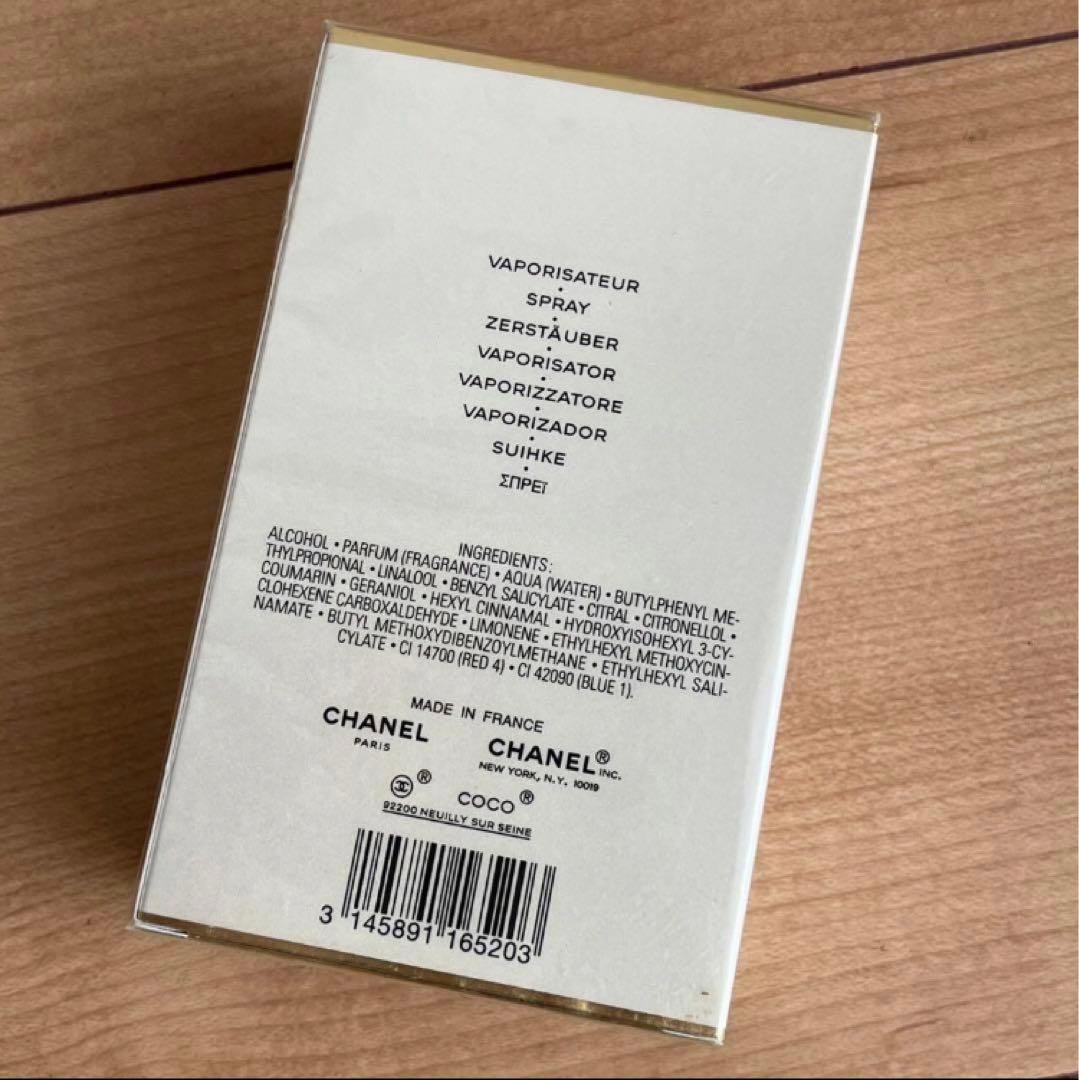 VAPORISATEUR
•
SPRAY
•
ZERSTÄUBER
•
VAPORISATOR
•
VAPORIZZATORE
•
VAPORIZADOR
•
SUIHKE
•
ΣΠΡΕΪ
INGREDIENTS:
ALCOHOL • PARFUM (FRAGRANCE) • AQUA (WATER) • BUTYLPHENYL ME-
THYLPROPIONAL • LINALOOL • BENZYL SALICYLATE • CITRAL • CITRONELLOL •
COUMARIN • GERANIOL • HEXYL CINNAMAL • HYDROXYISOHEXYL 3-CY-
CLOHEXENE CARBOXALDEHYDE • LIMONENE • ETHYLHEXYL METHOXYCIN-
NAMATE • BUTYL METHOXYDIBENZOYLMETHANE • ETHYLHEXYL SALI-
CYLATE • CI 14700 (RED 4) • CI 42090 (BLUE 1).
MADE IN FRANCE
CHANEL
PARIS
CHANEL® INC.
NEW YORK, N.Y. 10019
® COCO ®
92200 NEUILLY SUR SEINE
3 145891 165203